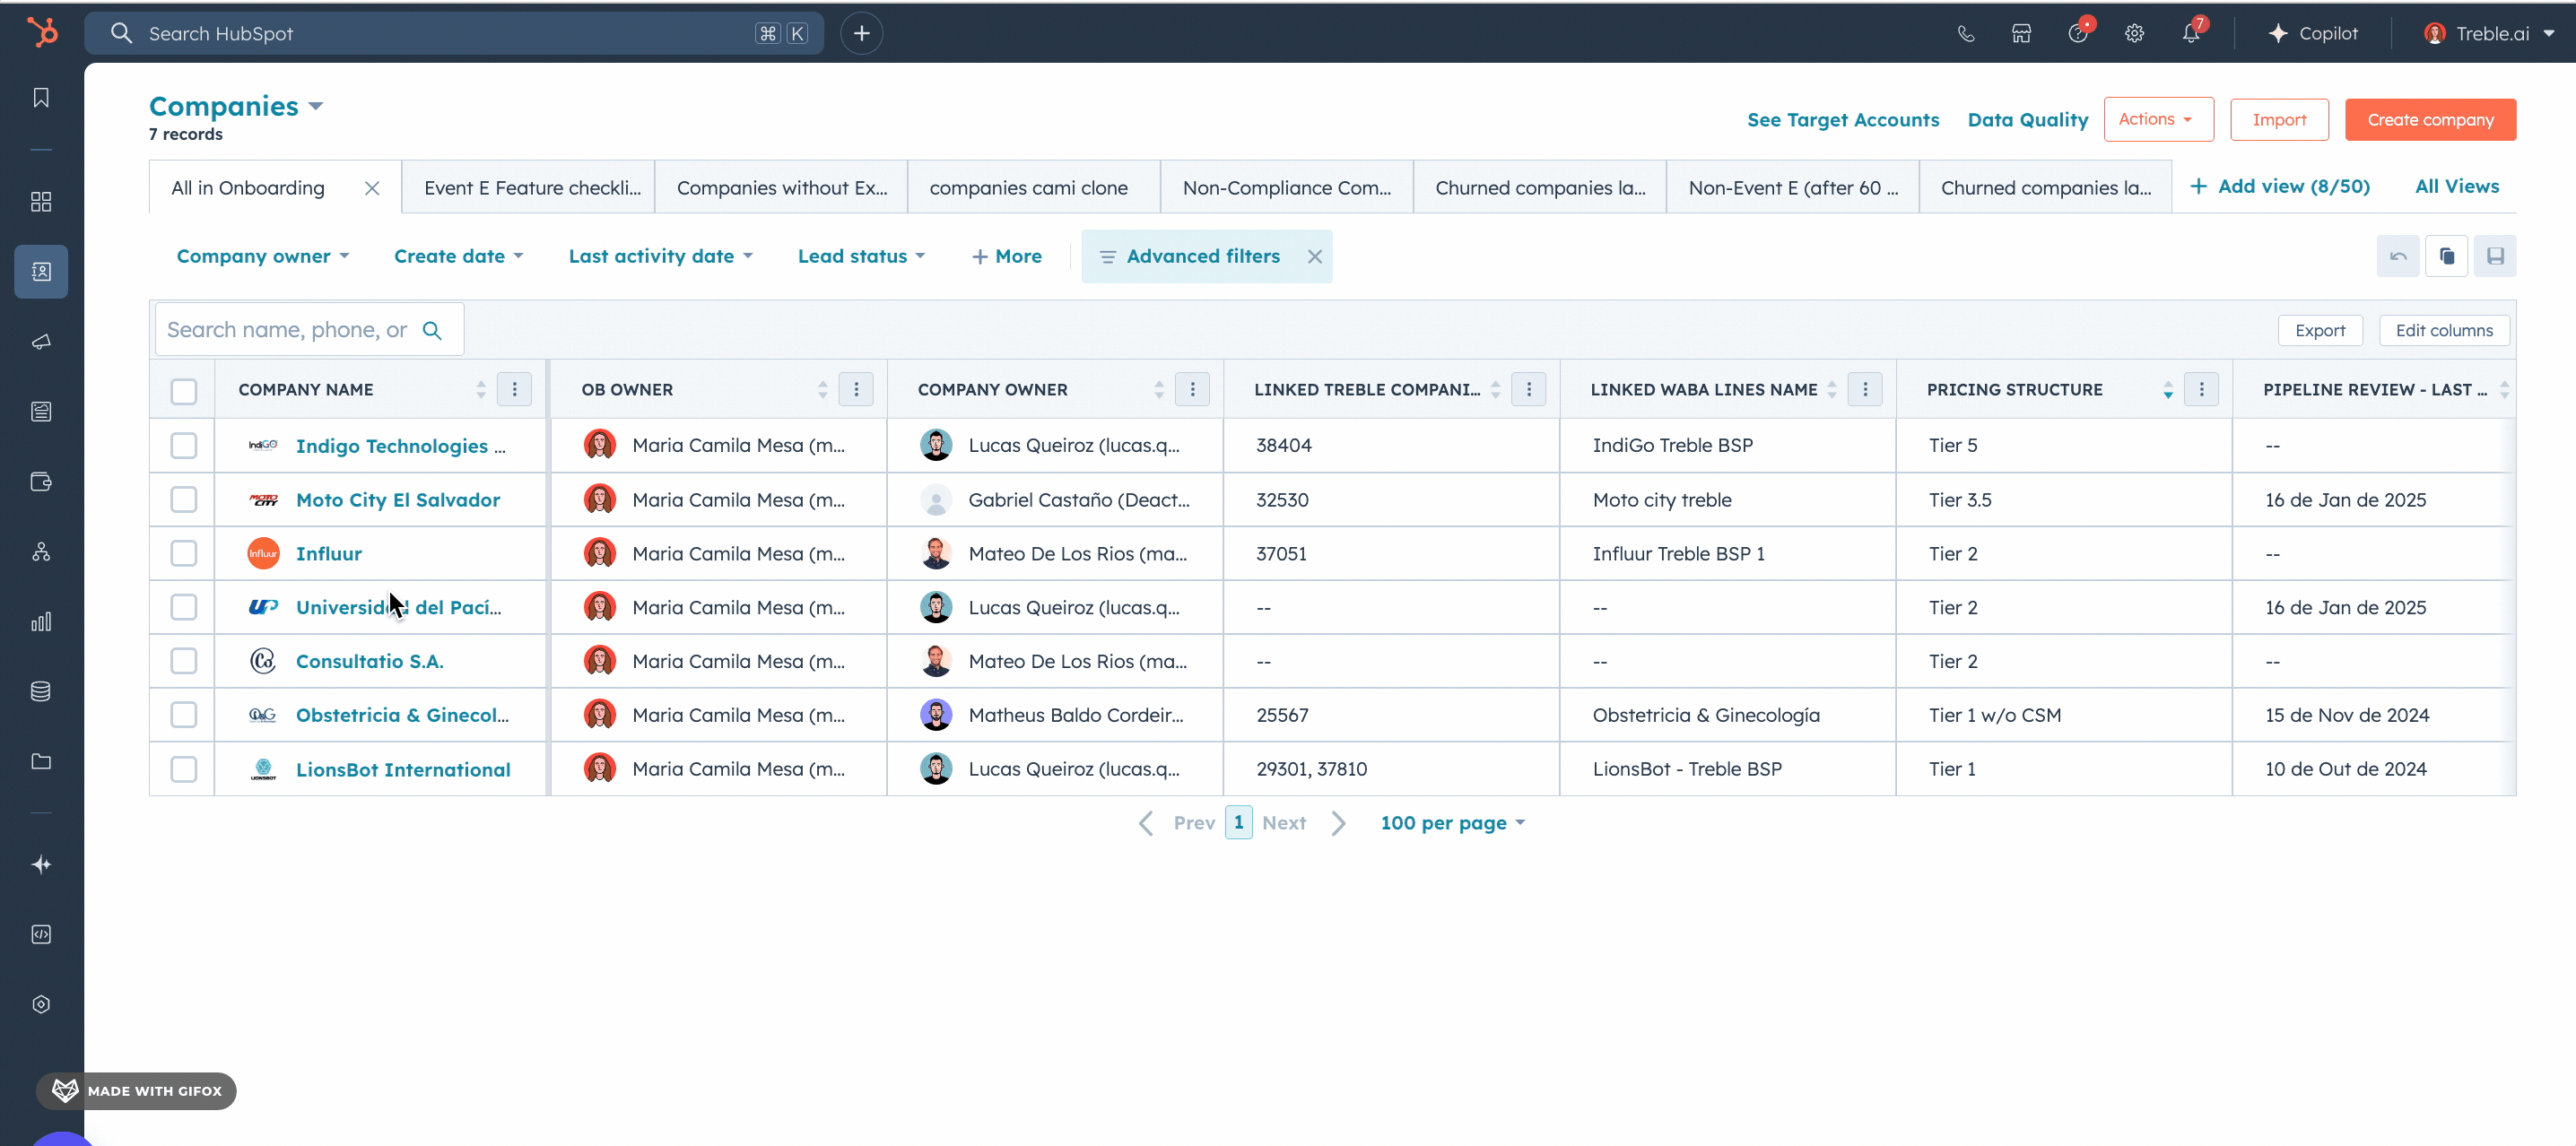 Search HubSpot ⌘ K
7
Copilot
Treble.ai
Companies
7 records
See Target Accounts Data Quality Actions Import Create company
All in Onboarding Event E Feature checkli... Companies without Ex... companies cami clone Non-Compliance Com... Churned companies la... Non-Event E (after 60 ... Churned companies la... + Add view (8/50) All Views
Company owner Create date Last activity date Lead status + More Advanced filters
Search name, phone, or Export Edit columns
COMPANY NAME OB OWNER COMPANY OWNER LINKED TREBLE COMPANI... LINKED WABA LINES NAME PRICING STRUCTURE PIPELINE REVIEW - LAST ...
IndiGO Indigo Technologies ... Maria Camila Mesa (m... Lucas Queiroz (lucas.q... 38404 IndiGo Treble BSP Tier 5 --
MOTO CITY Moto City El Salvador Maria Camila Mesa (m... Gabriel Castaño (Deact... 32530 Moto city treble Tier 3.5 16 de Jan de 2025
Influur Influur Maria Camila Mesa (m... Mateo De Los Rios (ma... 37051 Influur Treble BSP 1 Tier 2 --
UP Universidad del Pací... Maria Camila Mesa (m... Lucas Queiroz (lucas.q... -- -- Tier 2 16 de Jan de 2025
Co Consultatio S.A. Maria Camila Mesa (m... Mateo De Los Rios (ma... -- -- Tier 2 --
O&G Obstetricia & Ginecol... Maria Camila Mesa (m... Matheus Baldo Cordeir... 25567 Obstetricia & Ginecología Tier 1 w/o CSM 15 de Nov de 2024
LIONSBOT LionsBot International Maria Camila Mesa (m... Lucas Queiroz (lucas.q... 29301, 37810 LionsBot - Treble BSP Tier 1 10 de Out de 2024
Prev 1 Next 100 per page
MADE WITH GIFOX